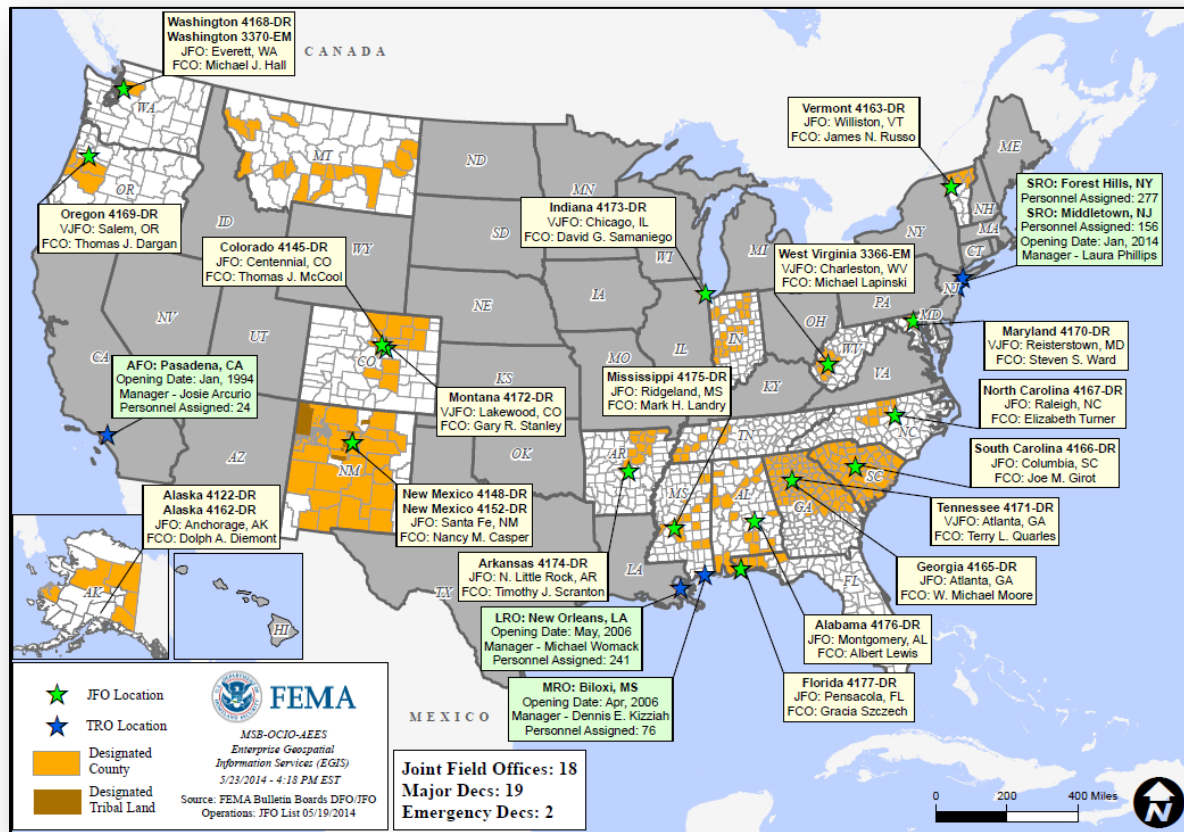 Washington 4168-DR
Washington 3370-EM
JFO: Everett, WA
FCO: Michael J. Hall
CANADA
Vermont 4163-DR
JFO: Williston, VT
FCO: James N. Russo
SRO: Forest Hills, NY
Personnel Assigned: 277
SRO: Middletown, NJ
Personnel Assigned: 156
Opening Date: Jan, 2014
Manager - Laura Phillips
Oregon 4169-DR
VJFO: Salem, OR
FCO: Thomas J. Dargan
Colorado 4145-DR
JFO: Centennial, CO
FCO: Thomas J. McCool
Indiana 4173-DR
VJFO: Chicago, IL
FCO: David G. Samaniego
West Virginia 3366-EM
VJFO: Charleston, WV
FCO: Michael Lapinski
Maryland 4170-DR
VJFO: Reisterstown, MD
FCO: Steven S. Ward
AFO: Pasadena, CA
Opening Date: Jan, 1994
Manager - Josie Arcurio
Personnel Assigned: 24
Montana 4172-DR
VJFO: Lakewood, CO
FCO: Gary R. Stanley
Mississippi 4175-DR
JFO: Ridgeland, MS
FCO: Mark H. Landry
North Carolina 4167-DR
JFO: Raleigh, NC
FCO: Elizabeth Turner
South Carolina 4166-DR
JFO: Columbia, SC
FCO: Joe M. Girot
Alaska 4122-DR
Alaska 4162-DR
JFO: Anchorage, AK
FCO: Dolph A. Diemont
New Mexico 4148-DR
New Mexico 4152-DR
JFO: Santa Fe, NM
FCO: Nancy M. Casper
Tennessee 4171-DR
VJFO: Atlanta, GA
FCO: Terry L. Quarles
Arkansas 4174-DR
JFO: N. Little Rock, AR
FCO: Timothy J. Scranton
Georgia 4165-DR
JFO: Atlanta, GA
FCO: W. Michael Moore
LRO: New Orleans, LA
Opening Date: May, 2006
Manager - Michael Womack
Personnel Assigned: 241
Alabama 4176-DR
JFO: Montgomery, AL
FCO: Albert Lewis
MRO: Biloxi, MS
Opening Date: Apr, 2006
Manager - Dennis E. Kizziah
Personnel Assigned: 76
Florida 4177-DR
JFO: Pensacola, FL
FCO: Gracia Szczech
WA
OR
MT
ID
WY
ND
SD
MN
WI
MI
NY
ME
NH
MA
CT
NJ
PA
MD
OH
WV
VA
KY
IN
IL
IA
NE
NV
UT
CA
CO
KS
MO
AZ
NM
OK
AR
TN
NC
SC
GA
AL
MS
LA
TX
FL
AK
HI
MEXICO
JFO Location
TRO Location
Designated
County
Designated
Tribal Land
U.S. DEPARTMENT OF
HOMELAND SECURITY
FEMA
MSB-OCIO-AEES
Enterprise Geospatial
Information Services (EGIS)
5/23/2014 - 4:18 PM EST
Source: FEMA Bulletin Boards DFO/JFO
Operations: JFO List 05/19/2014
Joint Field Offices: 18
Major Decs: 19
Emergency Decs: 2
0 200 400 Miles
N